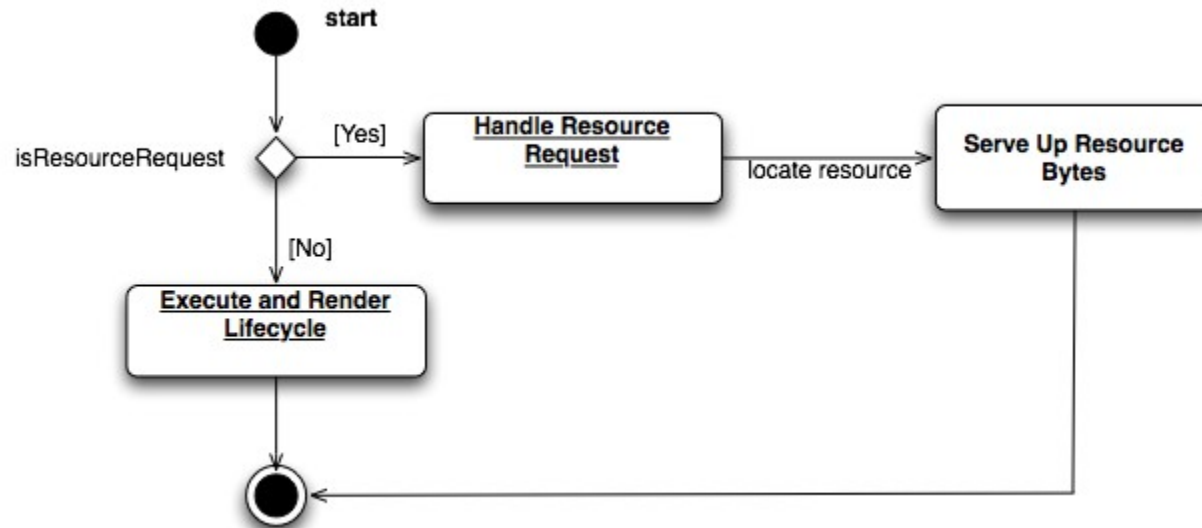 start
[Yes]
Handle Resource
Request
isResourceRequest
locate resource
Serve Up Resource
Bytes
[No]
Execute and Render
Lifecycle